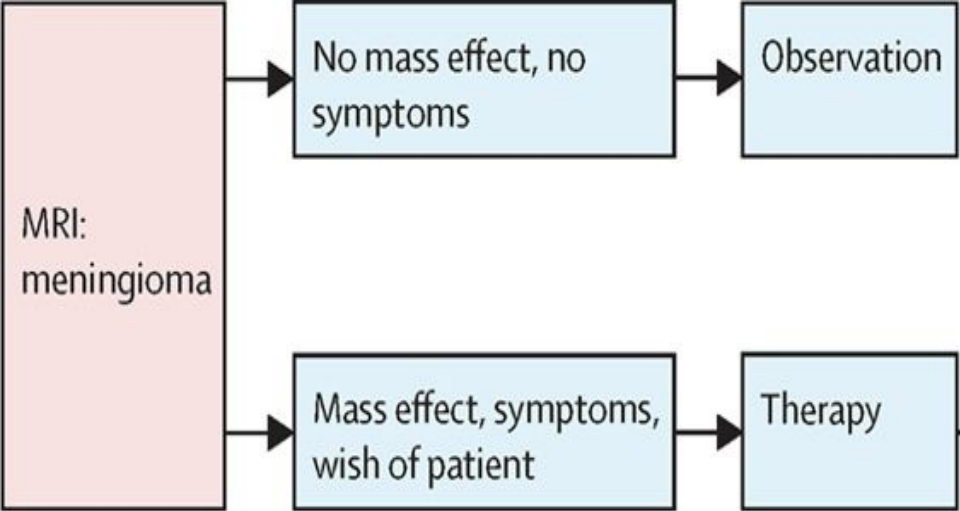 MRI:
meningioma
No mass effect, no
symptoms
Observation
Mass effect, symptoms,
wish of patient
Therapy